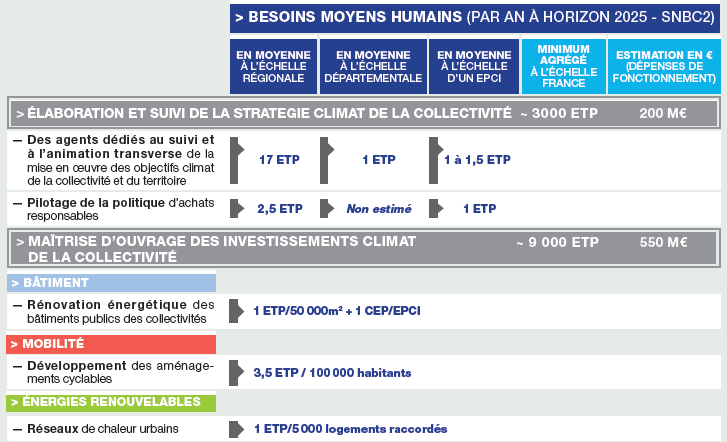 > BESOINS MOYENS HUMAINS (PAR AN À HORIZON 2025 - SNBC2)
EN MOYENNE
À L'ÉCHELLE
RÉGIONALE
EN MOYENNE
À L'ÉCHELLE
DÉPARTEMENTALE
EN MOYENNE
À L'ÉCHELLE
D'UN EPCI
MINIMUM
AGRÉGÉ
À L'ÉCHELLE
FRANCE
ESTIMATION EN €
(DÉPENSES DE
FONCTIONNEMENT)
> ÉLABORATION ET SUIVI DE LA STRATEGIE CLIMAT DE LA COLLECTIVITÉ ~ 3000 ETP 200 M€
— Des agents dédiés au suivi et
à l'animation transverse de la
mise en œuvre des objectifs climat
de la collectivité et du territoire
17 ETP
1 ETP
1 à 1,5 ETP
— Pilotage de la politique d'achats
responsables
2,5 ETP
Non estimé
1 ETP
> MAÎTRISE D'OUVRAGE DES INVESTISSEMENTS CLIMAT
DE LA COLLECTIVITÉ
~ 9 000 ETP 550 M€
> BÂTIMENT
— Rénovation énergétique des
bâtiments publics des collectivités
1 ETP/50 000m² + 1 CEP/EPCI
> MOBILITÉ
— Développement des aménage-
ments cyclables
3,5 ETP / 100 000 habitants
> ÉNERGIES RENOUVELABLES
— Réseaux de chaleur urbains
1 ETP/5 000 logements raccordés